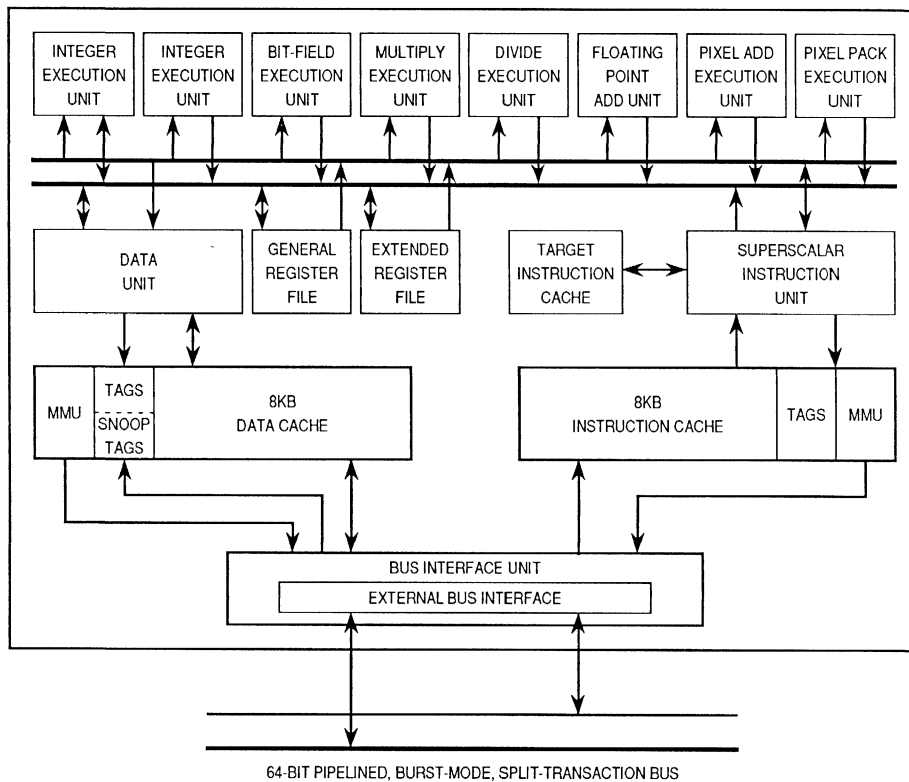 INTEGER
EXECUTION
UNIT
INTEGER
EXECUTION
UNIT
BIT-FIELD
EXECUTION
UNIT
MULTIPLY
EXECUTION
UNIT
DIVIDE
EXECUTION
UNIT
FLOATING
POINT
ADD UNIT
PIXEL ADD
EXECUTION
UNIT
PIXEL PACK
EXECUTION
UNIT
DATA
UNIT
GENERAL
REGISTER
FILE
EXTENDED
REGISTER
FILE
TARGET
INSTRUCTION
CACHE
SUPERSCALAR
INSTRUCTION
UNIT
MMU
TAGS
SNOOP
TAGS
8KB
DATA CACHE
8KB
INSTRUCTION CACHE
TAGS
MMU
BUS INTERFACE UNIT
EXTERNAL BUS INTERFACE
64-BIT PIPELINED, BURST-MODE, SPLIT-TRANSACTION BUS